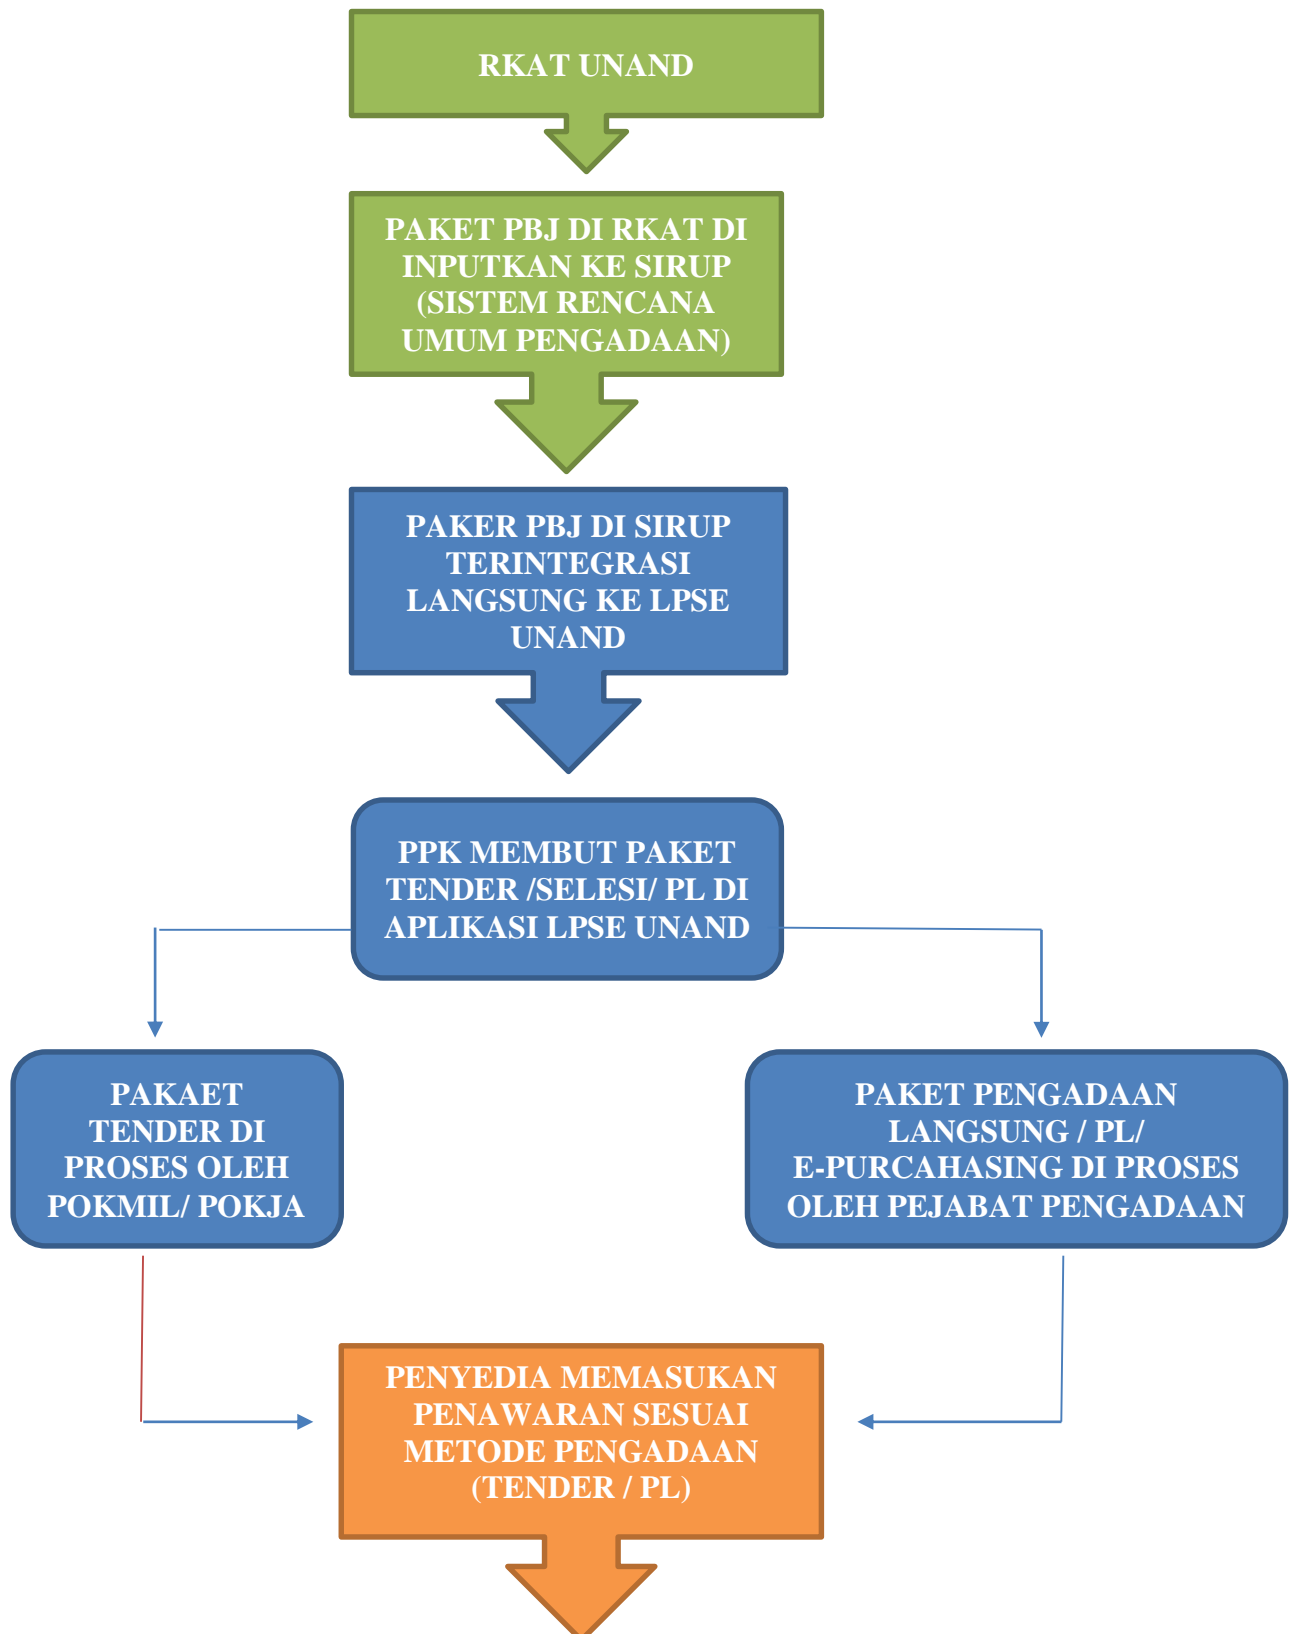 RKAT UNAND
PAKET PBJ DI RKAT DI
INPUTKAN KE SIRUP
(SISTEM RENCANA
UMUM PENGADAAN)
PAKER PBJ DI SIRUP
TERINTEGRASI
LANGSUNG KE LPSE
UNAND
PPK MEMBUT PAKET
TENDER /SELESI/ PL DI
APLIKASI LPSE UNAND
PAKAET
TENDER DI
PROSES OLEH
POKMIL/ POKJA
PAKET PENGADAAN
LANGSUNG / PL/
E-PURCAHASING DI PROSES
OLEH PEJABAT PENGADAAN
PENYEDIA MEMASUKAN
PENAWARAN SESUAI
METODE PENGADAAN
(TENDER / PL)